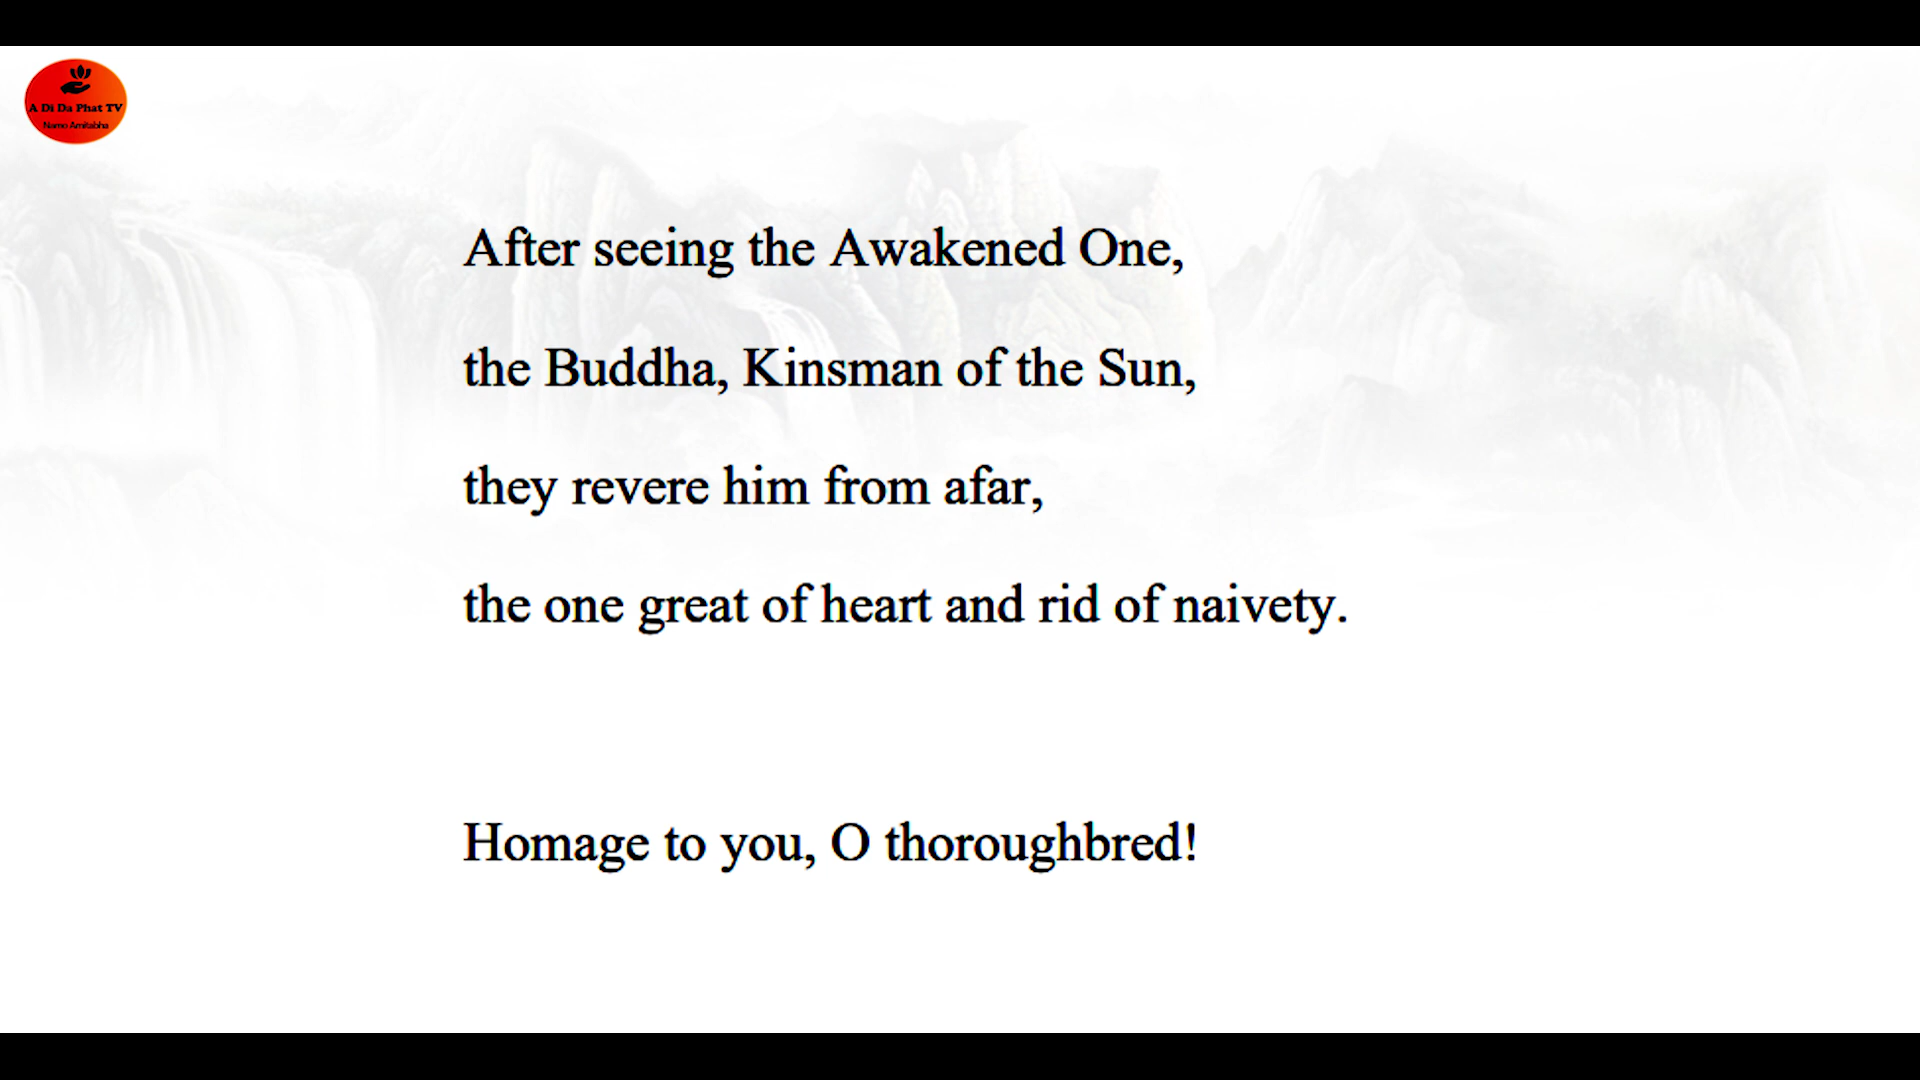 A Di Da Phat TV
Namo Amitabha
After seeing the Awakened One,
the Buddha, Kinsman of the Sun,
they revere him from afar,
the one great of heart and rid of naivety.
Homage to you, O thoroughbred!